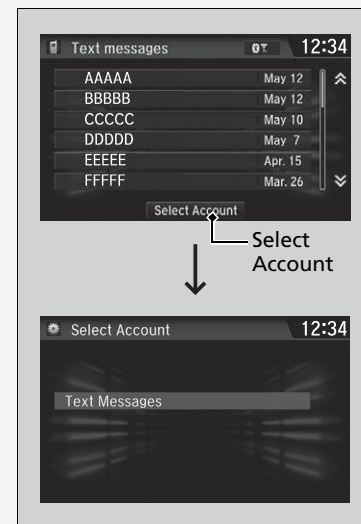 Text messages 12:34
AAAAA May 12
BBBBB May 12
CCCCC May 10
DDDDD May 7
EEEEE Apr. 15
FFFFF Mar. 26
Select Account
Select
Account
Select Account 12:34
Text Messages